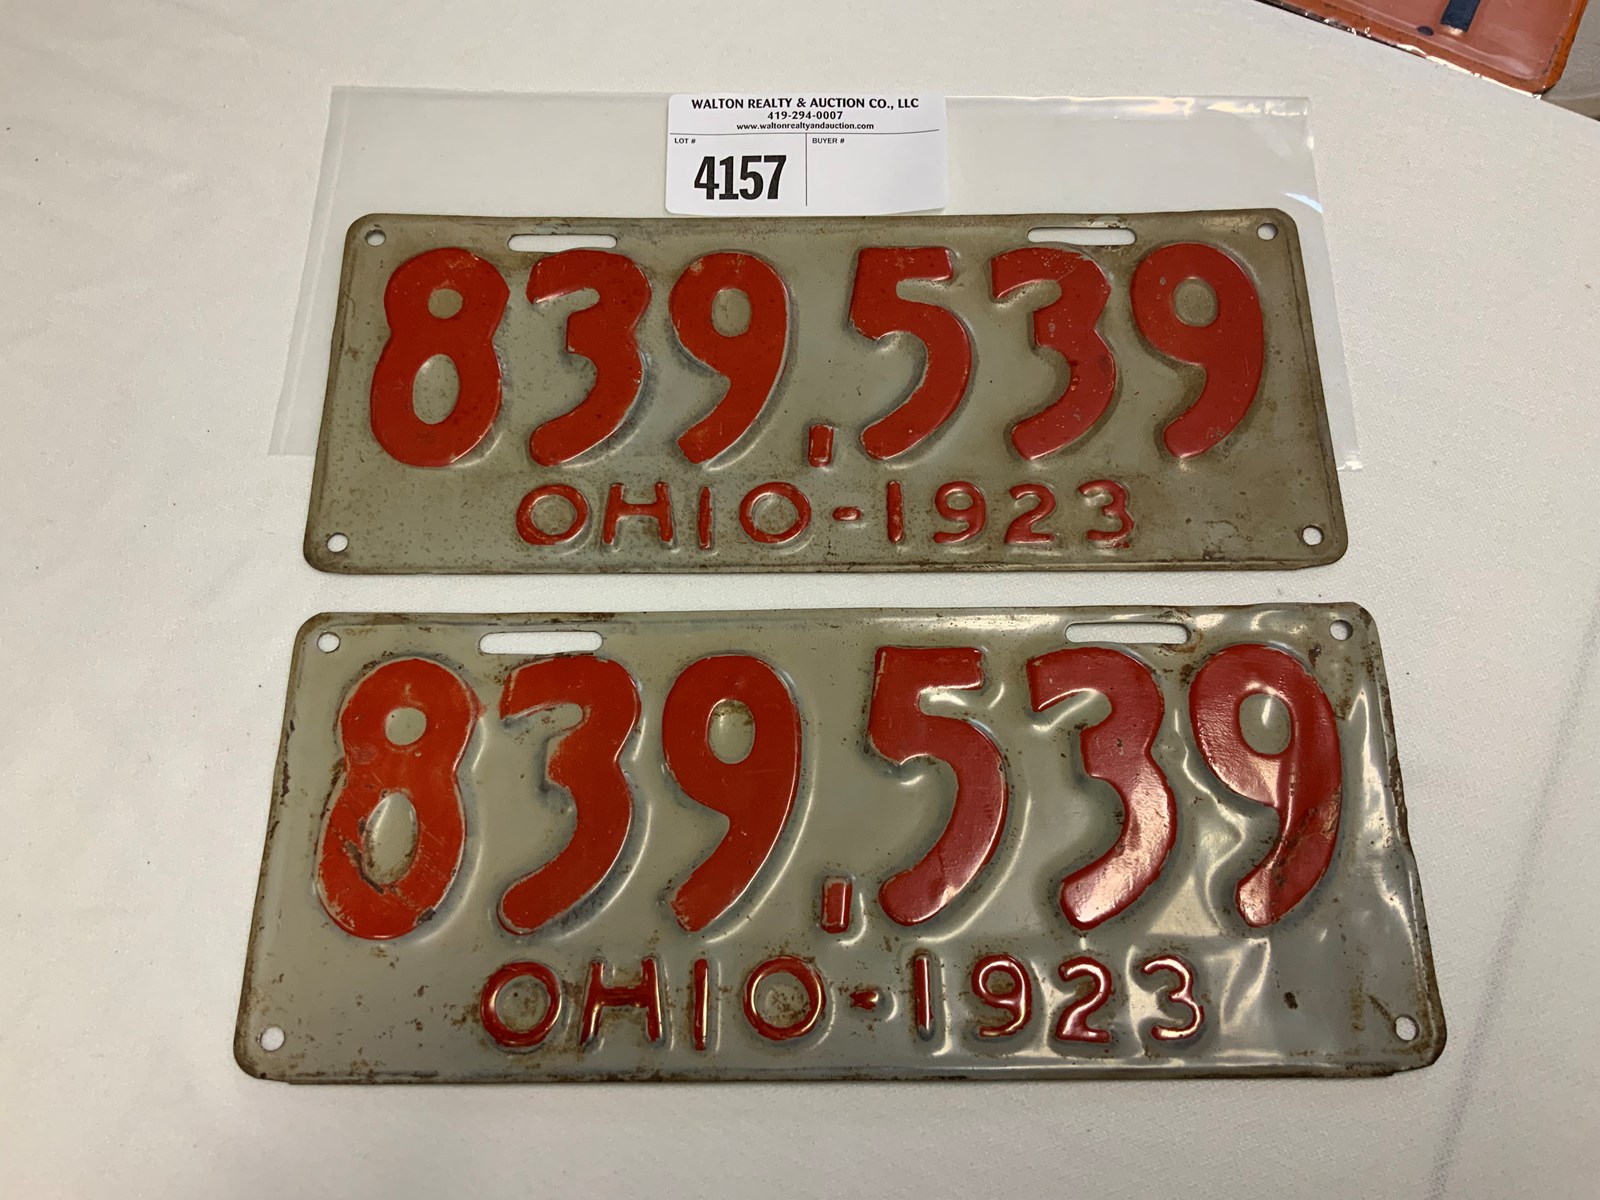 WALTON REALTY & AUCTION CO., LLC
419-294-0007
www.waltonrealtyandauction.com
LOT # BUYER #
4157
839,539
OHIO-1923
839,539
OHIO-1923